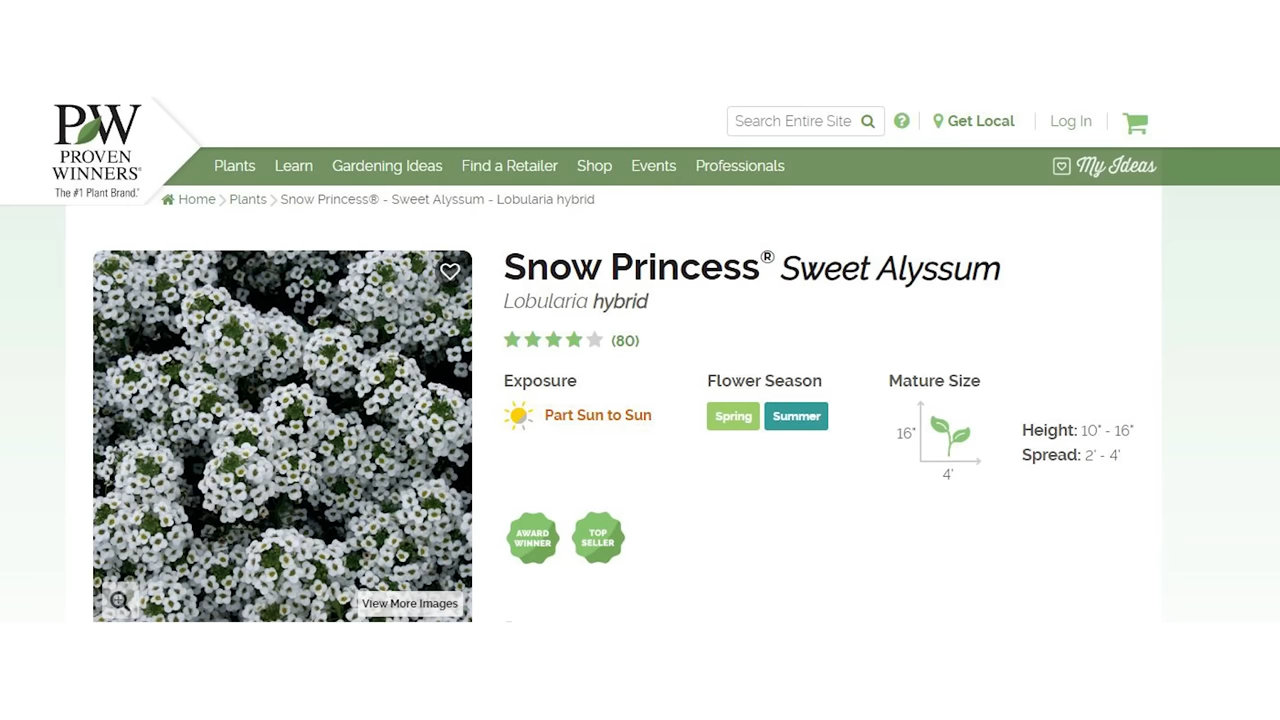 PW
PROVEN
WINNERS®
The #1 Plant Brand.
Search Entire Site
?
Get Local
Log In
Plants
Learn
Gardening Ideas
Find a Retailer
Shop
Events
Professionals
My Ideas
Home
Plants
Snow Princess® - Sweet Alyssum - Lobularia hybrid
Snow Princess® Sweet Alyssum
Lobularia hybrid
(80)
Exposure
Part Sun to Sun
Flower Season
Spring
Summer
Mature Size
16"
4'
Height: 10" - 16"
Spread: 2' - 4'
AWARD
WINNER
TOP
SELLER
View More Images